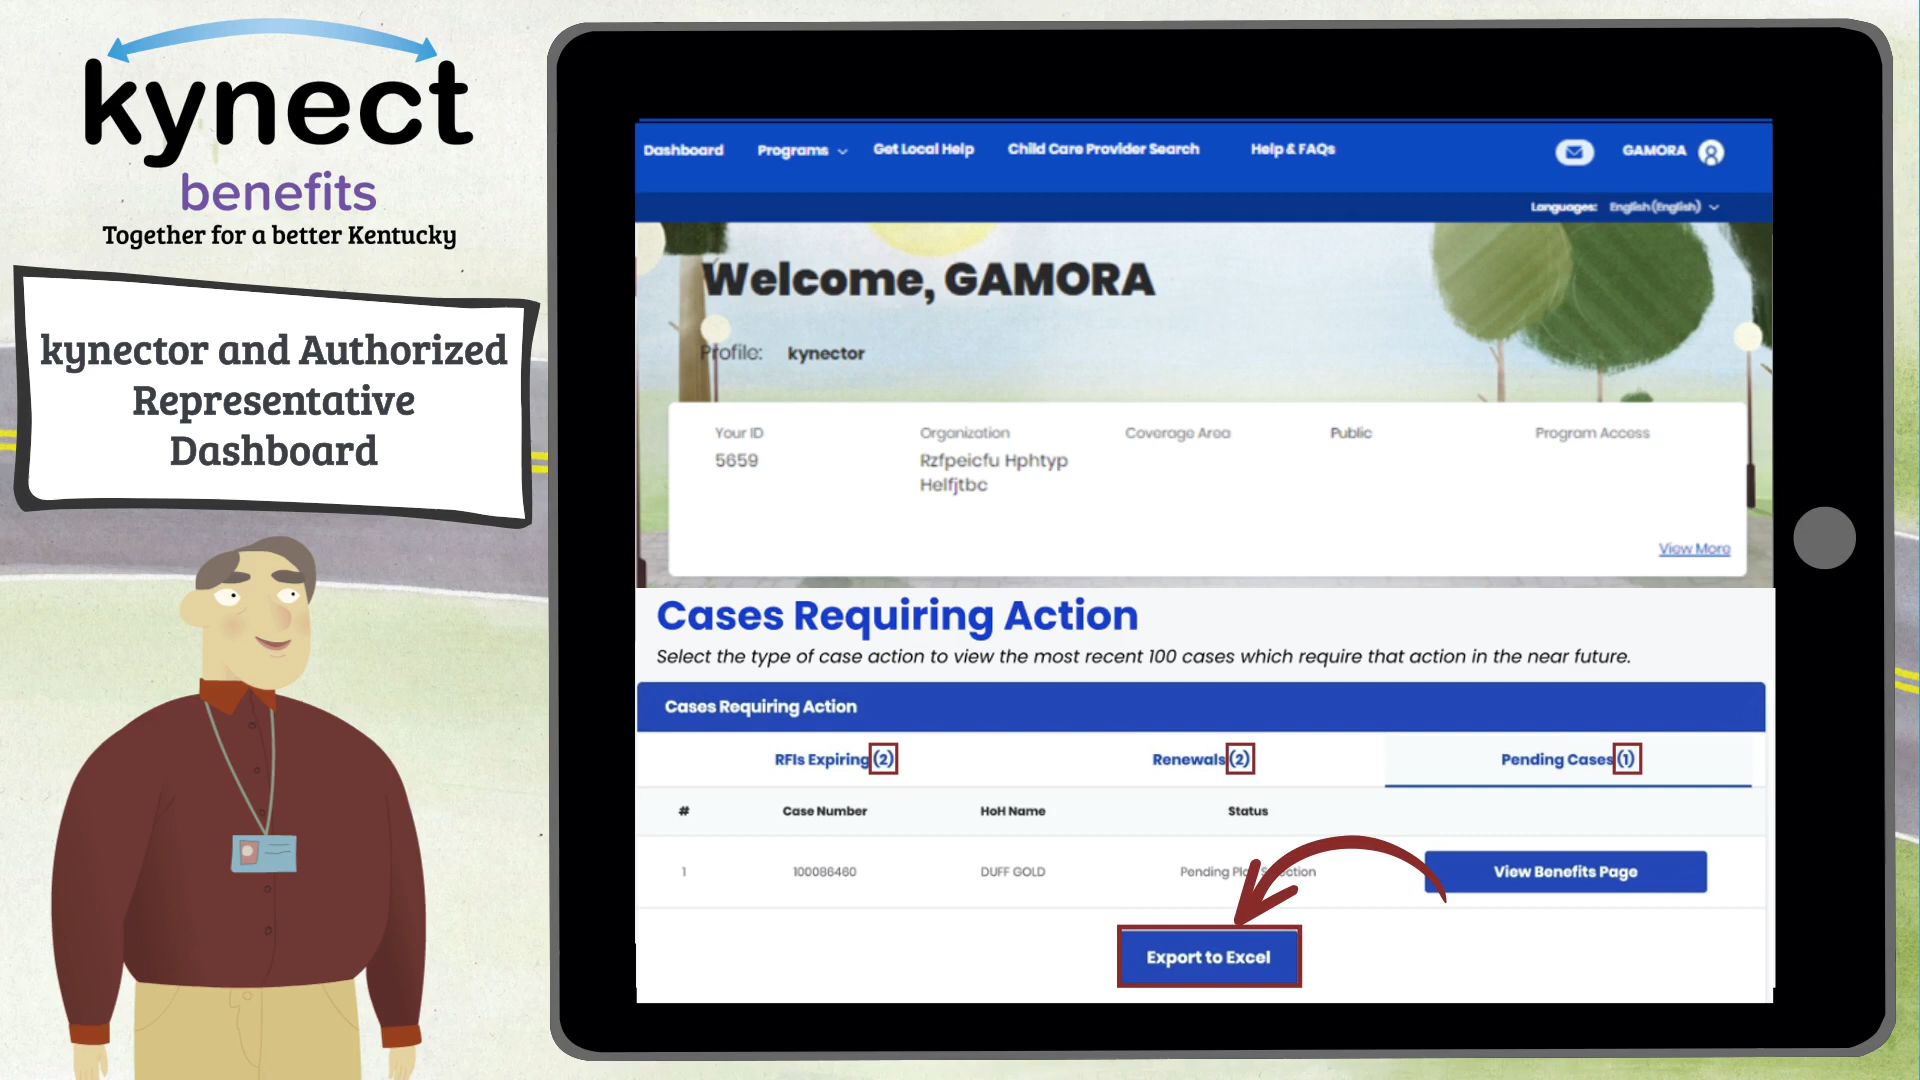 kynect
benefits
Together for a better Kentucky
kynector and Authorized
Representative
Dashboard
Dashboard Programs Get Local Help Child Care Provider Search Help & FAQs GAMORA
Languages: English (English)
Welcome, GAMORA
Profile: kynector
Your ID Organization Coverage Area Public Program Access
5659 Rzfpeicfu Hphtyp
Helfjtbc
View More
Cases Requiring Action
Select the type of case action to view the most recent 100 cases which require that action in the near future.
Cases Requiring Action
RFIs Expiring (2) Renewals (2) Pending Cases (1)
# Case Number HoH Name Status
1 100086460 DUFF GOLD Pending View Benefits Page
Export to Excel